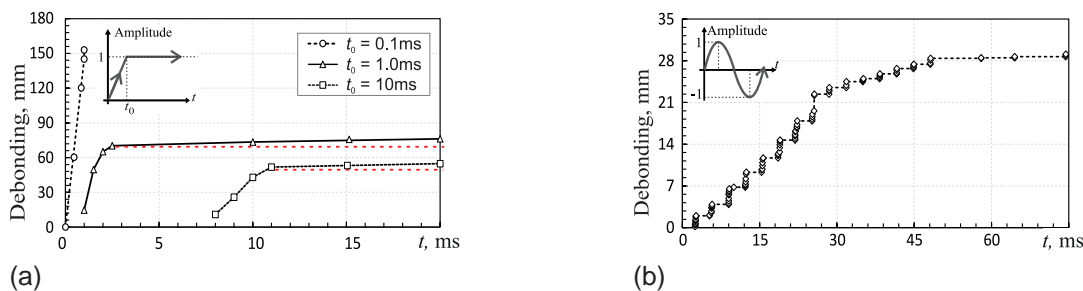 180
150
120
90
60
30
0
Debonding, mm
0
5
10
15
t, ms
Amplitude
1
t₀
t
t₀ = 0.1ms
t₀ = 1.0ms
t₀ = 10ms
(a)
35
28
21
14
7
0
Debonding, mm
0
15
30
45
60
t, ms
75
Amplitude
1
-1
t
(b)